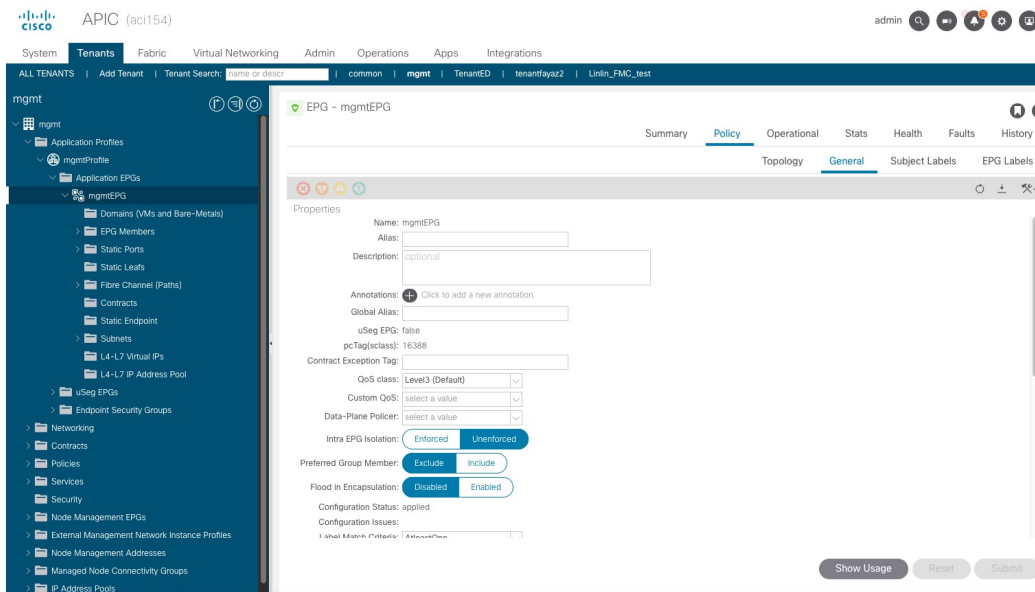 cisco APIC (aci154) admin 5
System Tenants Fabric Virtual Networking Admin Operations Apps Integrations
ALL TENANTS | Add Tenant | Tenant Search: name or descr | common | mgmt | TenantED | tenantfayaz2 | Linlin_FMC_test
mgmt
mgmt
Application Profiles
mgmtProfile
Application EPGs
mgmtEPG
Domains (VMs and Bare-Metals)
EPG Members
Static Ports
Static Leafs
Fibre Channel (Paths)
Contracts
Static Endpoint
Subnets
L4-L7 Virtual IPs
L4-L7 IP Address Pool
uSeg EPGs
Endpoint Security Groups
Networking
Contracts
Policies
Services
Security
Node Management EPGs
External Management Network Instance Profiles
Node Management Addresses
Managed Node Connectivity Groups
IP Address Pools
EPG - mgmtEPG
Summary Policy Operational Stats Health Faults History
Topology General Subject Labels EPG Labels
Properties
Name: mgmtEPG
Alias:
Description: optional
Annotations: Click to add a new annotation
Global Alias:
uSeg EPG: false
pcTag(sclass): 16388
Contract Exception Tag:
QoS class: Level3 (Default)
Custom QoS: select a value
Data-Plane Policer: select a value
Intra EPG Isolation: Enforced Unenforced
Preferred Group Member: Exclude Include
Flood in Encapsulation: Disabled Enabled
Configuration Status: applied
Configuration Issues:
Label Match Criteria: AtleastOne
Show Usage Reset Submit